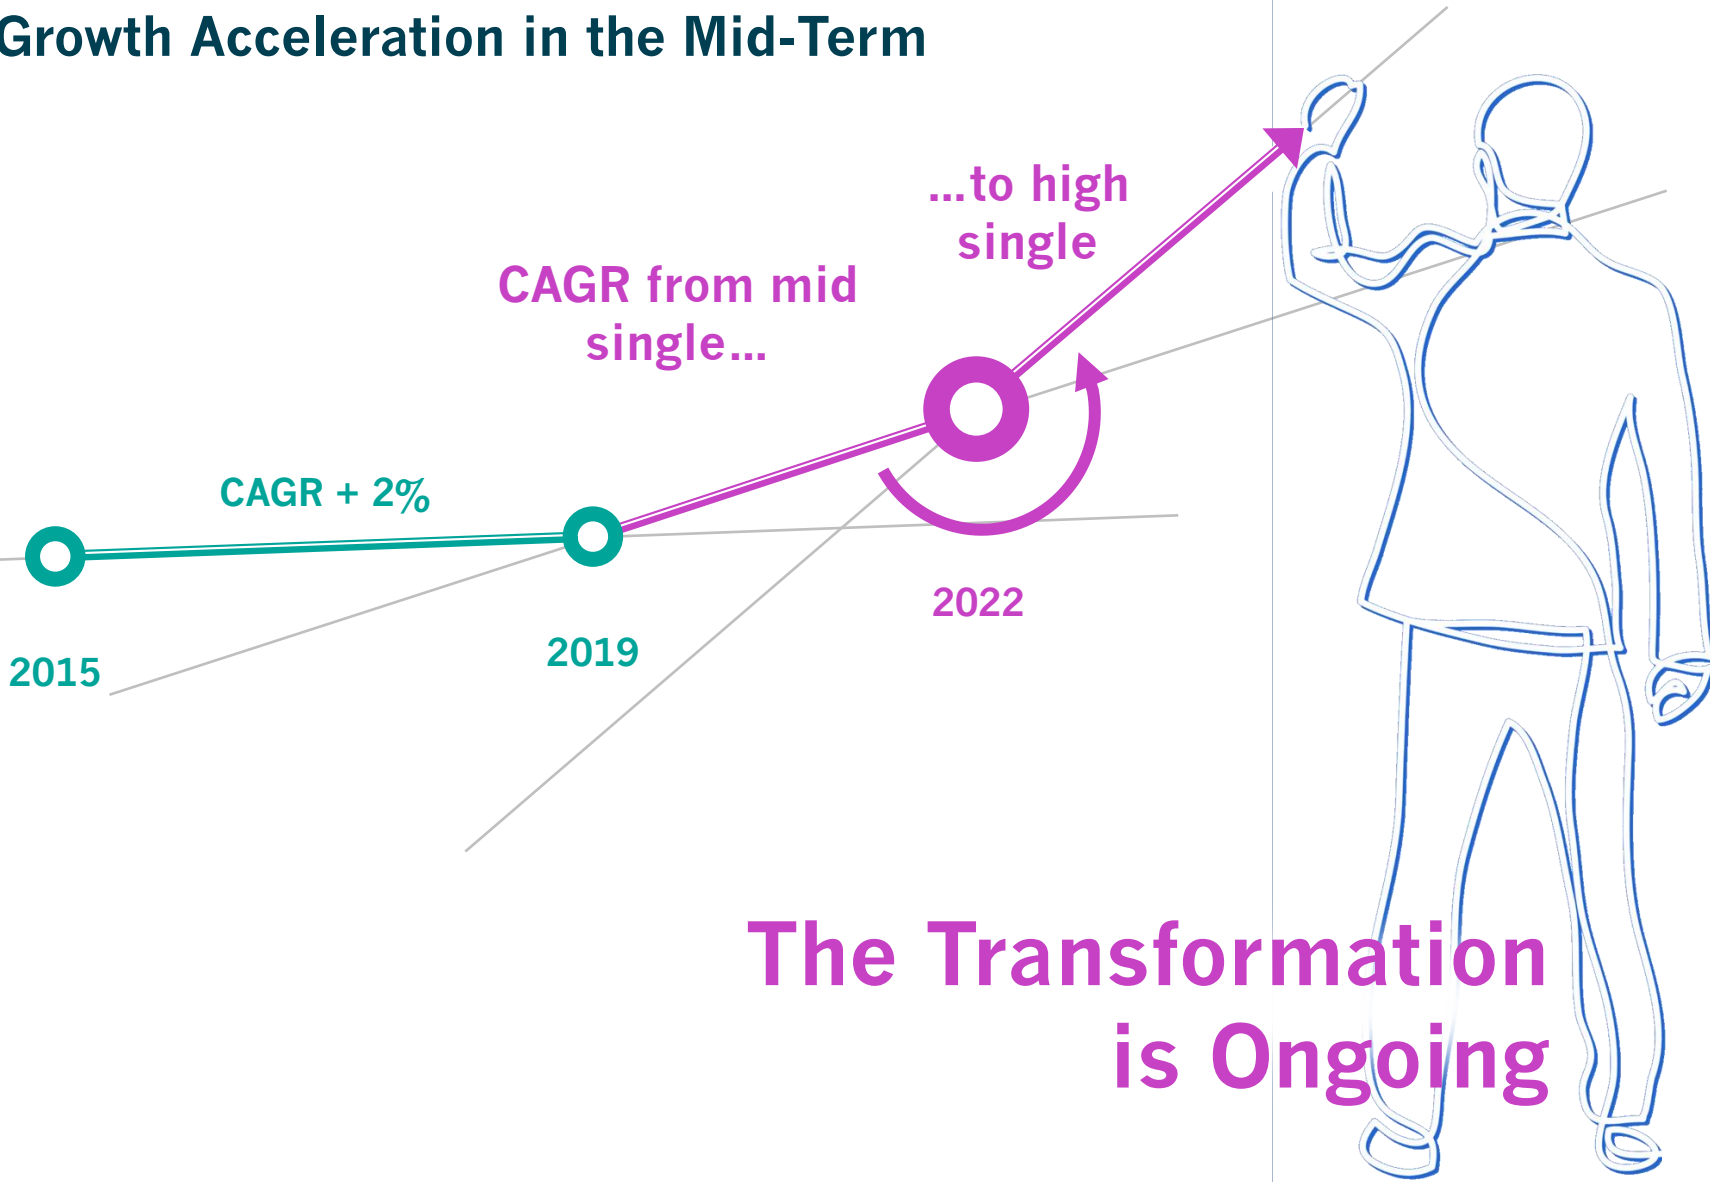 Growth Acceleration in the Mid-Term
...to high
single
CAGR from mid
single...
CAGR + 2%
2015
2019
2022
The Transformation
is Ongoing